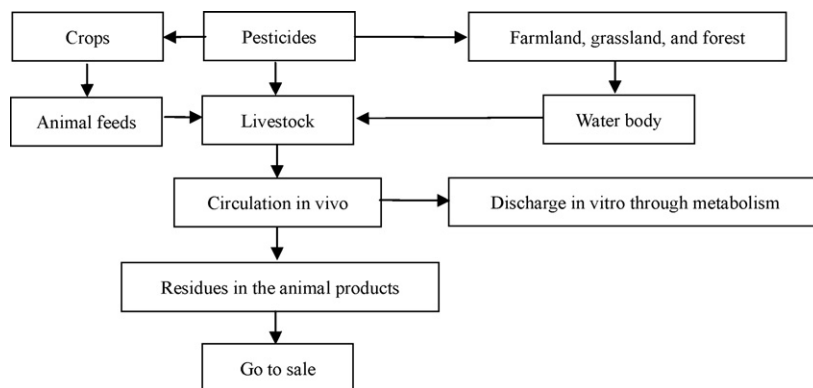 Crops
Pesticides
Farmland, grassland, and forest
Animal feeds
Livestock
Water body
Circulation in vivo
Discharge in vitro through metabolism
Residues in the animal products
Go to sale